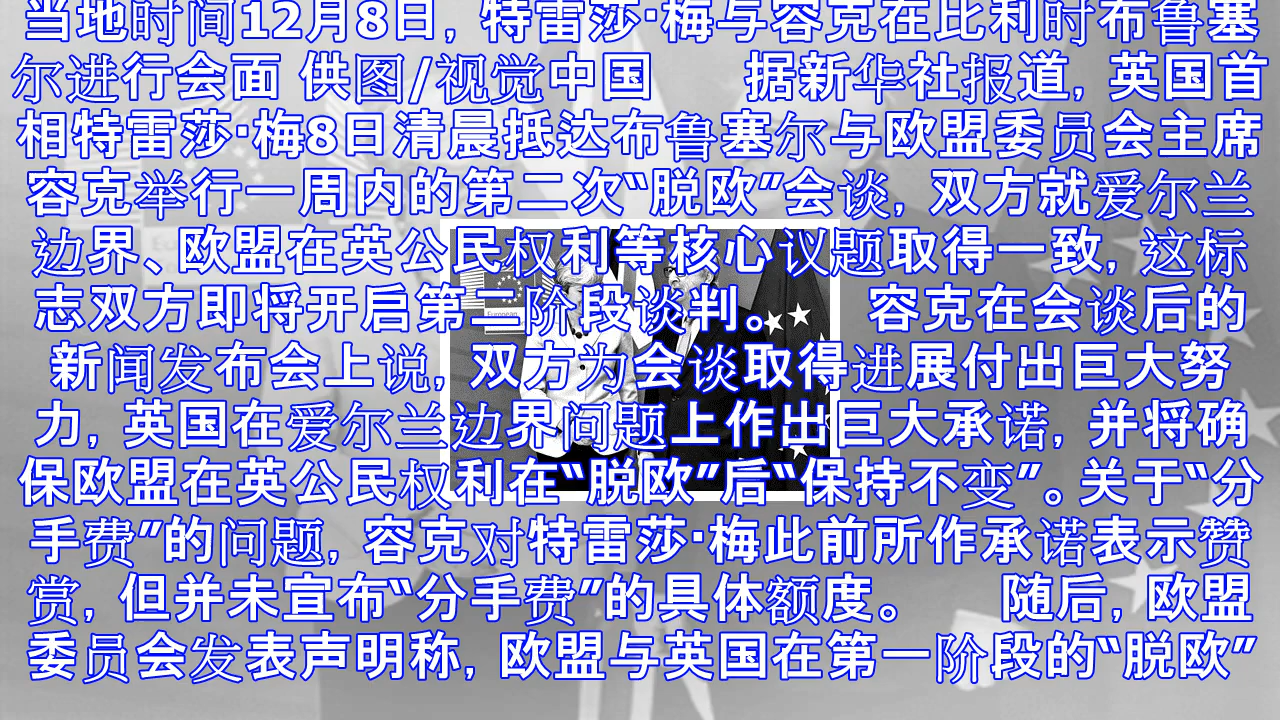 当地时间12月8日, 特雷莎·梅与容克在比利时布鲁塞
尔进行会面 供图/视觉中国　　据新华社报道, 英国首
相特雷莎·梅8日清晨抵达布鲁塞尔与欧盟委员会主席
容克举行一周内的第二次“脱欧”会谈, 双方就爱尔兰
边界、欧盟在英公民权利等核心议题取得一致, 这标
志双方即将开启第二阶段谈判。　　容克在会谈后的
新闻发布会上说, 双方为会谈取得进展付出巨大努
力, 英国在爱尔兰边界问题上作出巨大承诺, 并将确
保欧盟在英公民权利在“脱欧”后“保持不变”。关于“分
手费”的问题, 容克对特雷莎·梅此前所作承诺表示赞
赏, 但并未宣布“分手费”的具体额度。　　随后, 欧盟
委员会发表声明称, 欧盟与英国在第一阶段的“脱欧”
European